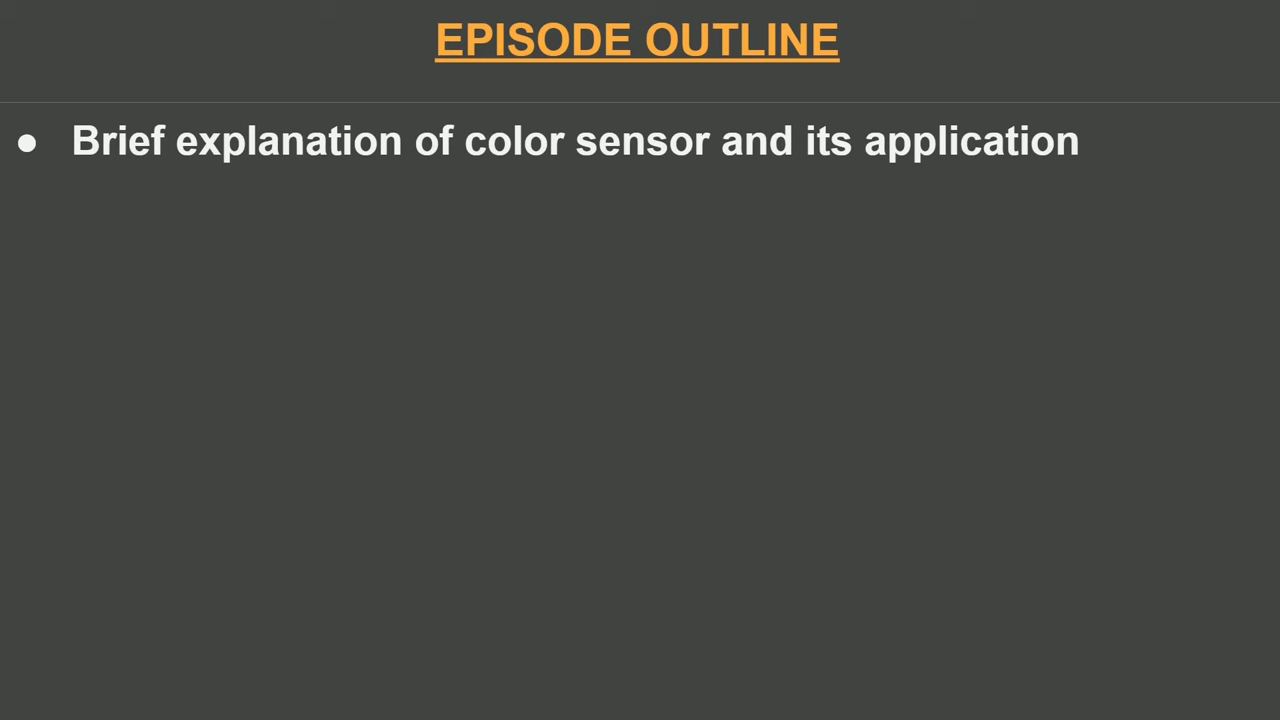 EPISODE OUTLINE
● Brief explanation of color sensor and its application